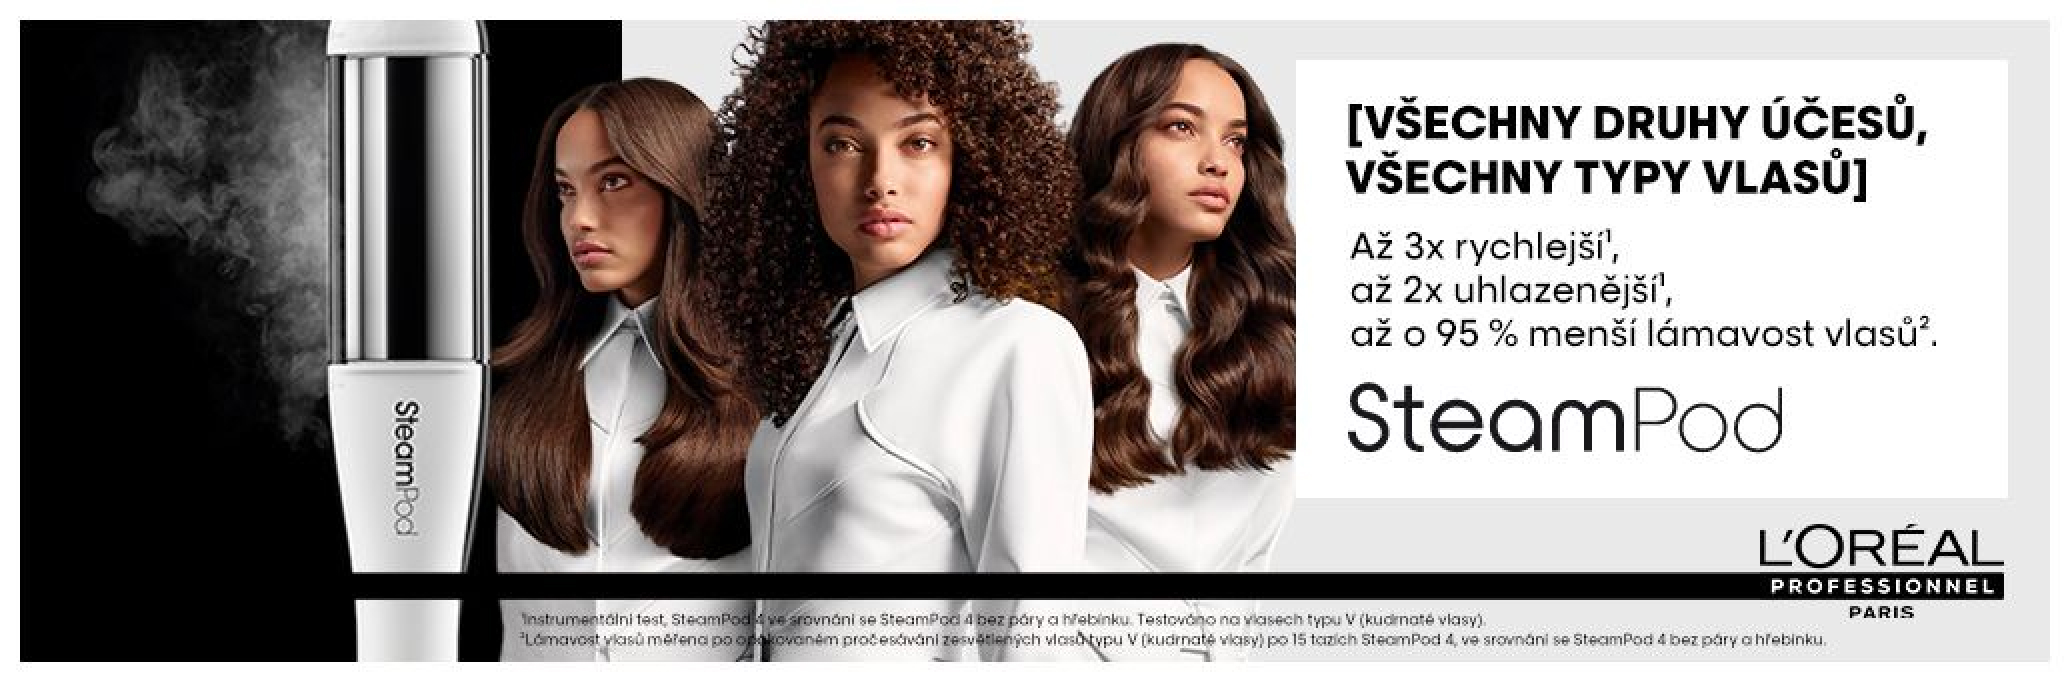 [VŠECHNY DRUHY ÚČESŮ,
VŠECHNY TYPY VLASŮ]
Až 3x rychlejší¹,
až 2x uhlazenější¹,
až o 95 % menší lámavost vlasů².
SteamPod
SteamPod
L'ORÉAL
PROFESSIONNEL
PARIS
¹Instrumentální test, SteamPod 4 ve srovnání se SteamPod 4 bez páry a hřebínku. Testováno na vlasech typu V (kudrnaté vlasy).
²Lámavost vlasů měřena po opakovaném pročesávání zesvětlených vlasů typu V (kudrnaté vlasy) po 15 tazích SteamPod 4, ve srovnání se SteamPod 4 bez páry a hřebínku.